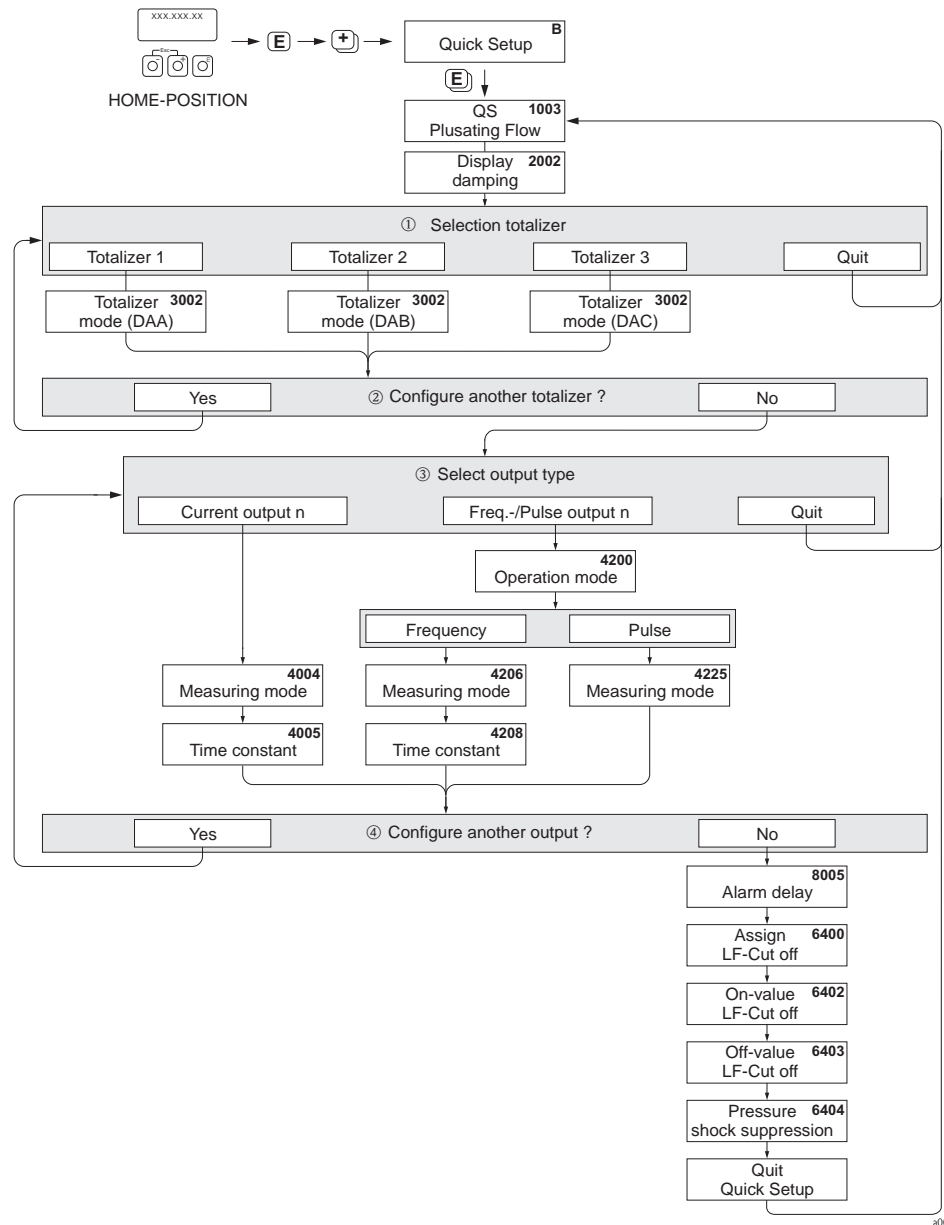 xxx.xxx.xx
Esc
- + E
HOME-POSITION
E
+
B
Quick Setup
E
QS 1003
Plusating Flow
Display 2002
damping
① Selection totalizer
Totalizer 1
Totalizer 2
Totalizer 3
Quit
Totalizer 3002
mode (DAA)
Totalizer 3002
mode (DAB)
Totalizer 3002
mode (DAC)
Yes
② Configure another totalizer ?
No
③ Select output type
Current output n
Freq.-/Pulse output n
Quit
4200
Operation mode
Frequency
Pulse
4004
Measuring mode
4206
Measuring mode
4225
Measuring mode
4005
Time constant
4208
Time constant
Yes
④ Configure another output ?
No
8005
Alarm delay
Assign 6400
LF-Cut off
On-value 6402
LF-Cut off
Off-value 6403
LF-Cut off
Pressure 6404
shock suppression
Quit
Quick Setup